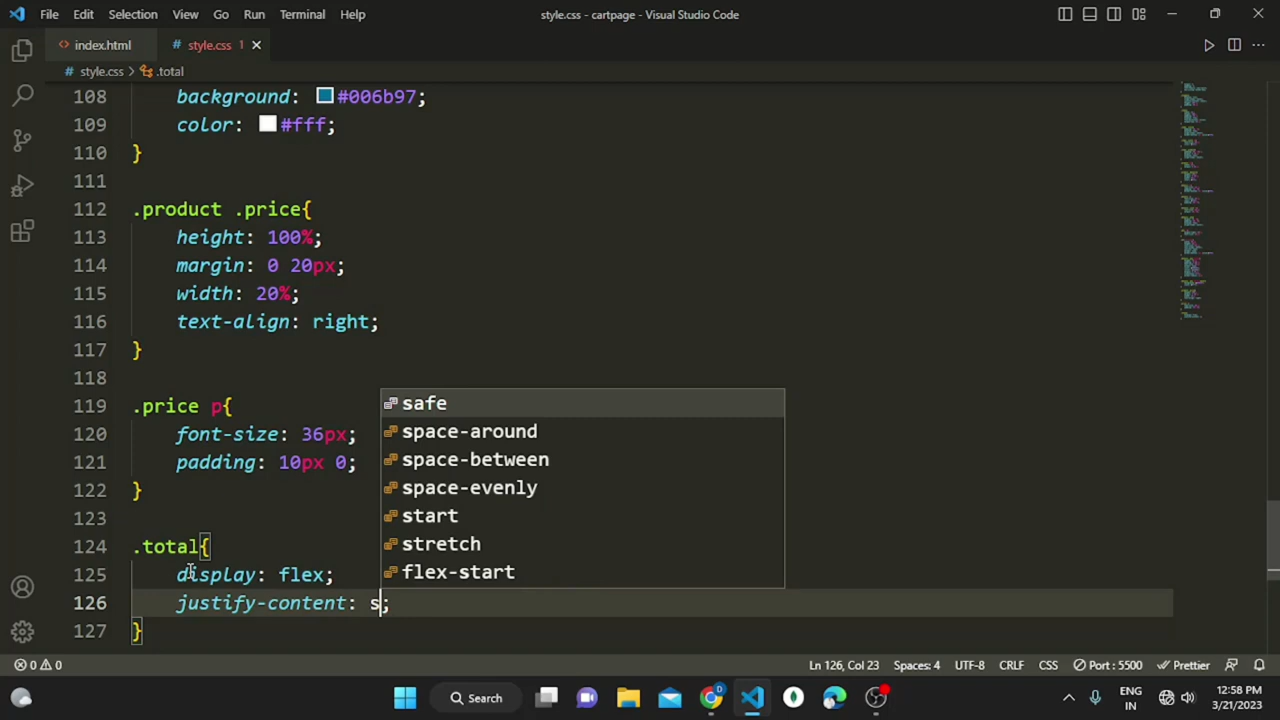 File Edit Selection View Go Run Terminal Help
style.css - cartpage - Visual Studio Code
index.html
# style.css 1
# style.css > .total
108 background: #006b97;
109 color: #fff;
110 }
111
112 .product .price{
113 height: 100%;
114 margin: 0 20px;
115 width: 20%;
116 text-align: right;
117 }
118
119 .price p{
120 font-size: 36px;
121 padding: 10px 0;
122 }
123
124 .total{
125 display: flex;
126 justify-content: s;
127 }
safe
space-around
space-between
space-evenly
start
stretch
flex-start
0 0
Ln 126, Col 23 Spaces: 4 UTF-8 CRLF CSS Port : 5500 Prettier
Search
ENG
IN
12:58 PM
3/21/2023